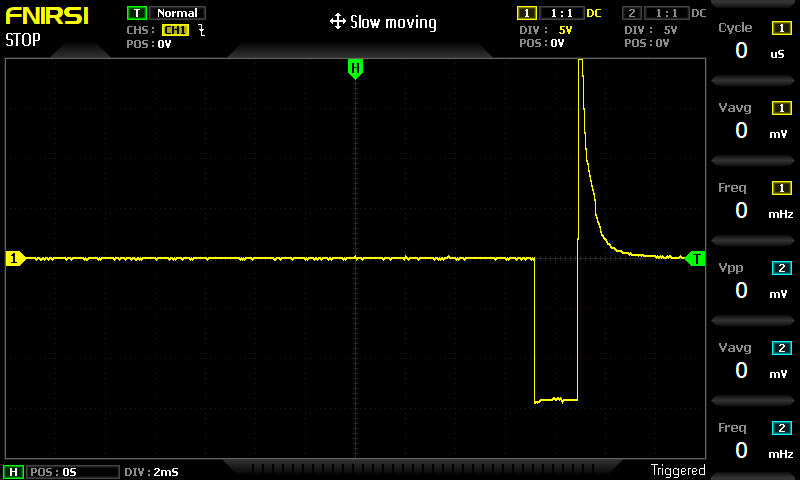 FNIRSI
STOP
T Normal
CHS: CH1
POS: 0V
Slow moving
1 1:1 DC
DIV: 5V
POS: 0V
2 1:1 DC
DIV: 5V
POS: 0V
Cycle 1
0 uS
Vavg 1
0 mV
Freq 1
0 mHz
Vpp 2
0 mV
Vavg 2
0 mV
Freq 2
0 mHz
H
1
T
H POS: 0S DIV: 2mS
Triggered